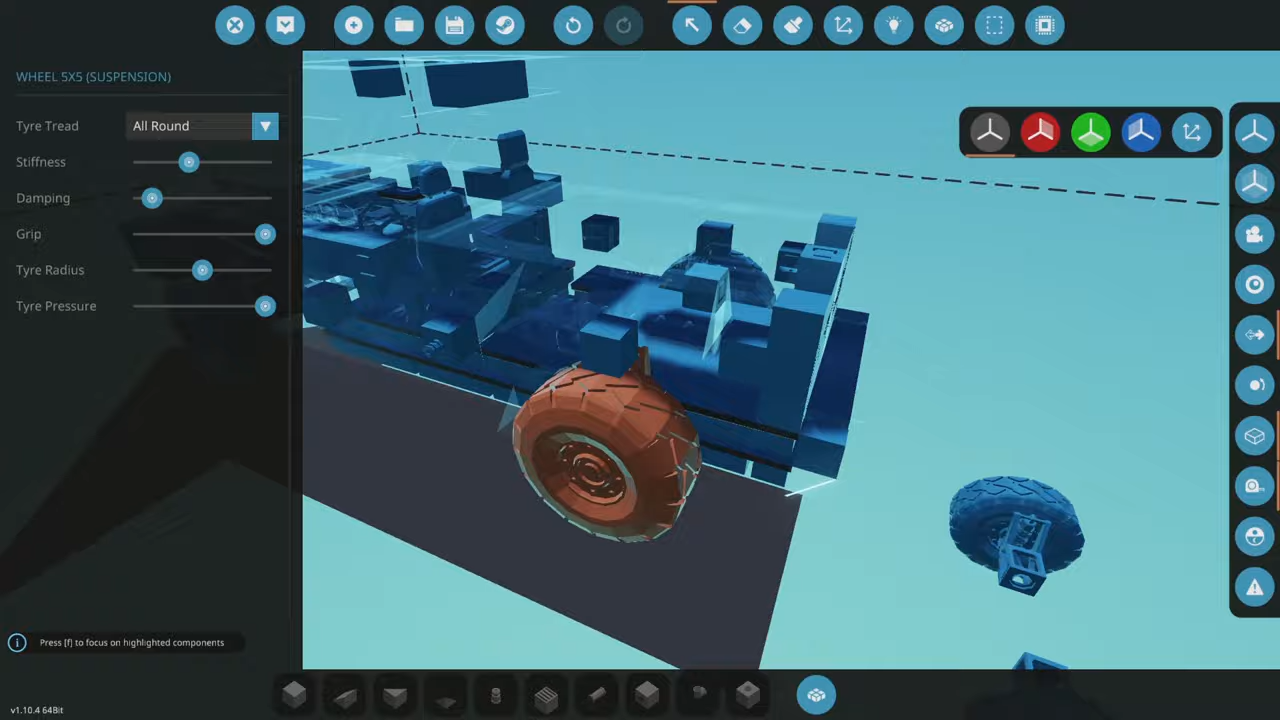 WHEEL 5X5 (SUSPENSION)
Tyre Tread
All Round
Stiffness
Damping
Grip
Tyre Radius
Tyre Pressure
Press [f] to focus on highlighted components
v1.10.4 64Bit